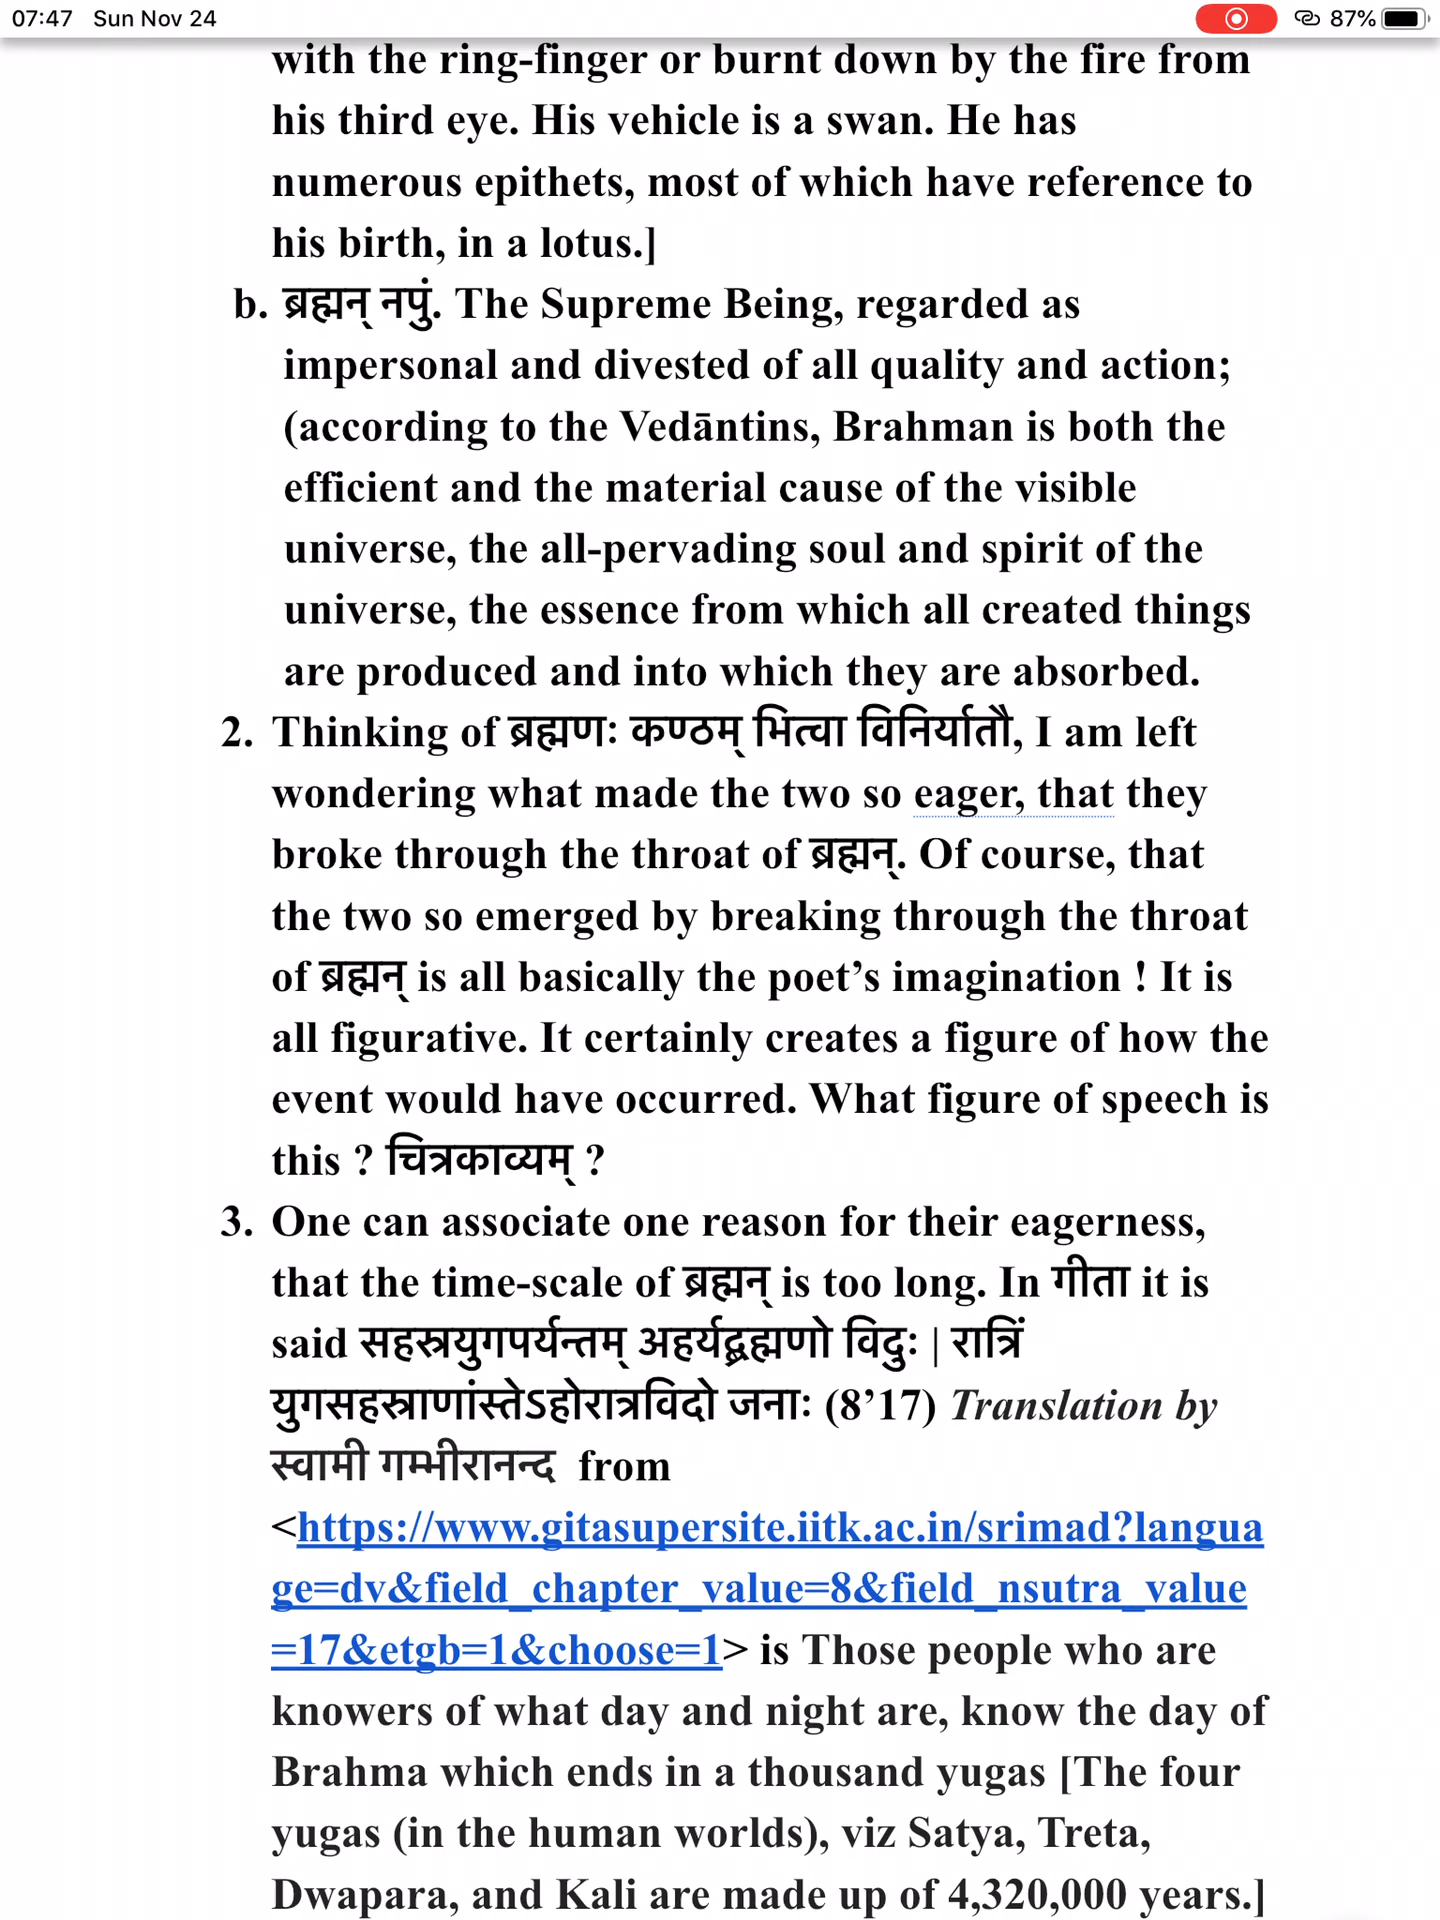 07:47 Sun Nov 24
87%
with the ring-finger or burnt down by the fire from
his third eye. His vehicle is a swan. He has
numerous epithets, most of which have reference to
his birth, in a lotus.]
b. ब्रह्मन् नपुं. The Supreme Being, regarded as
impersonal and divested of all quality and action;
(according to the Vedāntins, Brahman is both the
efficient and the material cause of the visible
universe, the all-pervading soul and spirit of the
universe, the essence from which all created things
are produced and into which they are absorbed.
2. Thinking of ब्रह्मणः कण्ठम् भित्वा विनिर्यातौ, I am left
wondering what made the two so eager, that they
broke through the throat of ब्रह्मन्. Of course, that
the two so emerged by breaking through the throat
of ब्रह्मन् is all basically the poet’s imagination ! It is
all figurative. It certainly creates a figure of how the
event would have occurred. What figure of speech is
this ? चित्रकाव्यम् ?
3. One can associate one reason for their eagerness,
that the time-scale of ब्रह्मन् is too long. In गीता it is
said सहस्रयुगपर्यन्तम् अहर्यद्ब्रह्मणो विदुः | रात्रिं
युगसहस्राणांस्तेऽहोरात्रविदो जनाः (8’17) Translation by
स्वामी गम्भीरानन्द from
<https://www.gitasupersite.iitk.ac.in/srimad?langua
ge=dv&field_chapter_value=8&field_nsutra_value
=17&etgb=1&choose=1> is Those people who are
knowers of what day and night are, know the day of
Brahma which ends in a thousand yugas [The four
yugas (in the human worlds), viz Satya, Treta,
Dwapara, and Kali are made up of 4,320,000 years.]